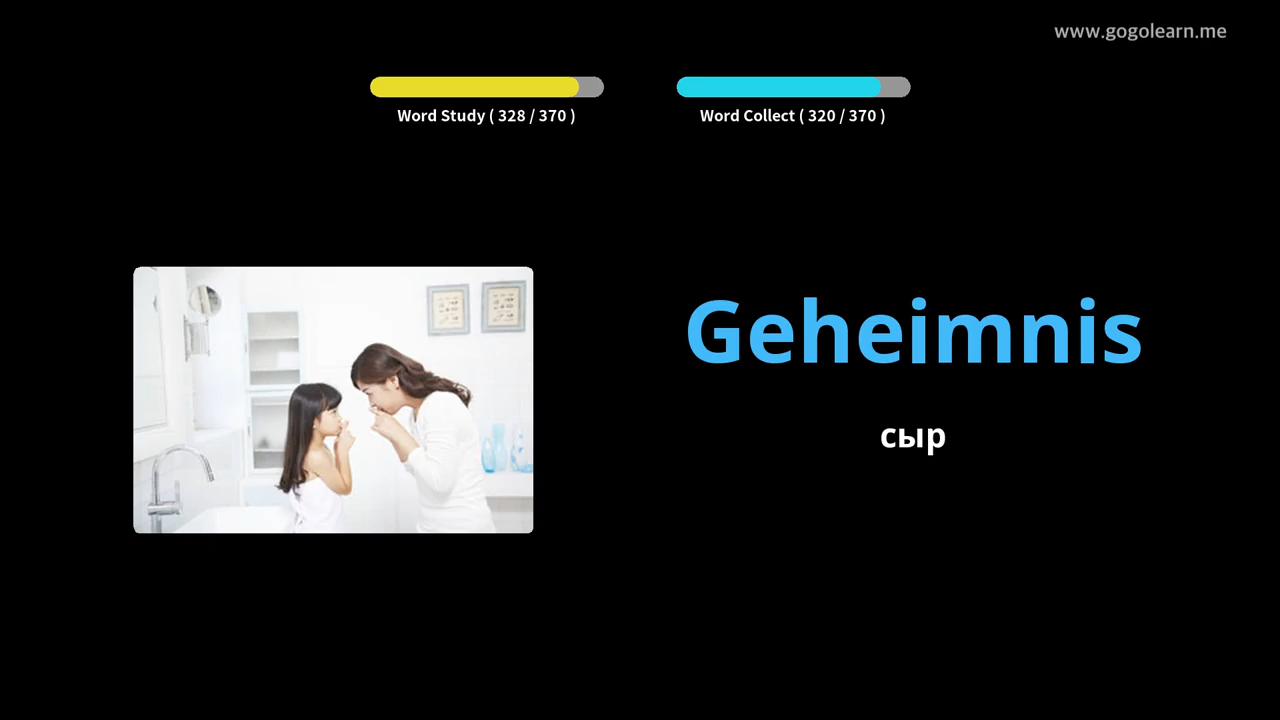 www.gogolearn.me
Word Study ( 328 / 370 )
Word Collect ( 320 / 370 )
Geheimnis
сыр